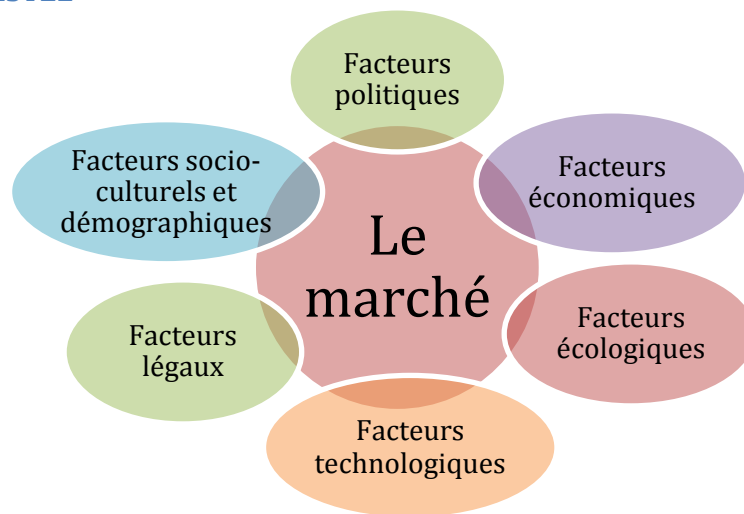 Facteurs
politiques
Facteurs socio-
culturels et
démographiques
Facteurs
économiques
Le
marché
Facteurs
légaux
Facteurs
écologiques
Facteurs
technologiques